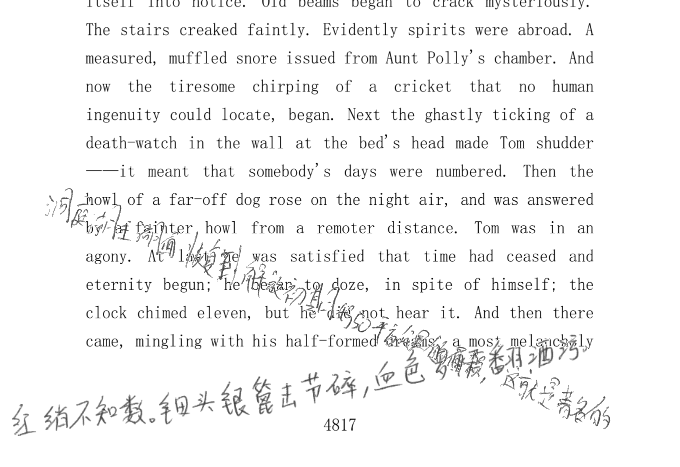 itself into notice. Old beams began to crack mysteriously.
The stairs creaked faintly. Evidently spirits were abroad. A
measured, muffled snore issued from Aunt Polly's chamber. And
now the tiresome chirping of a cricket that no human
ingenuity could locate, began. Next the ghastly ticking of a
death-watch in the wall at the bed's head made Tom shudder
——it meant that somebody's days were numbered. Then the
howl of a far-off dog rose on the night air, and was answered
by a fainter howl from a remoter distance. Tom was in an
agony. At last he was satisfied that time had ceased and
eternity begun; he began to doze, in spite of himself; the
clock chimed eleven, but he did not hear it. And then there
came, mingling with his half-formed dreams, a most melancholy
红绡不知数。钿头银篦击节碎,血色罗裙翻酒污。
这就是著名的
4817